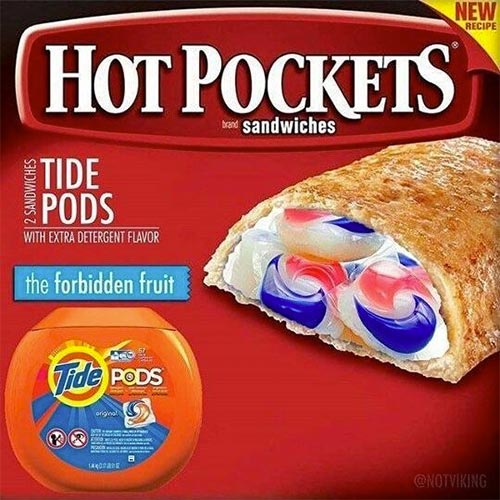 NEW
RECIPE
HOT POCKETS®
brand sandwiches
2 SANDWICHES
TIDE
PODS
WITH EXTRA DETERGENT FLAVOR
the forbidden fruit
57
Tide PODS
original
@NOTVIKING